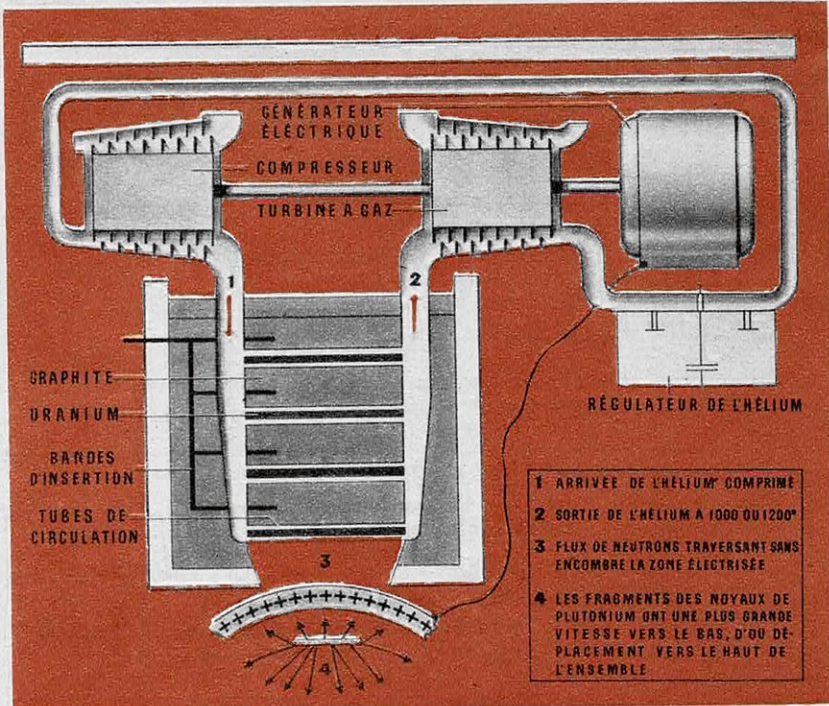 GÉNÉRATEUR
ÉLÉCTRIQUE
COMPRESSEUR
TURBINE A GAZ
1
2
GRAPHITE
URANIUM
BANDES
D'INSERTION
TUBES DE
CIRCULATION
3
4
RÉGULATEUR DE L'HÉLIUM
1 ARRIVÉE DE L'HÉLIUM COMPRIMÉ
2 SORTIE DE L'HÉLIUM A 1000 OU 1200°
3 FLUX DE NEUTRONS TRAVERSANT SANS
ENCOMBRE LA ZONE ÉLECTRISÉE
4 LES FRAGMENTS DES NOYAUX DE
PLUTONIUM ONT UNE PLUS GRANDE
VITESSE VERS LE BAS, D'OU DÉ-
PLACEMENT VERS LE HAUT DE
L'ENSEMBLE